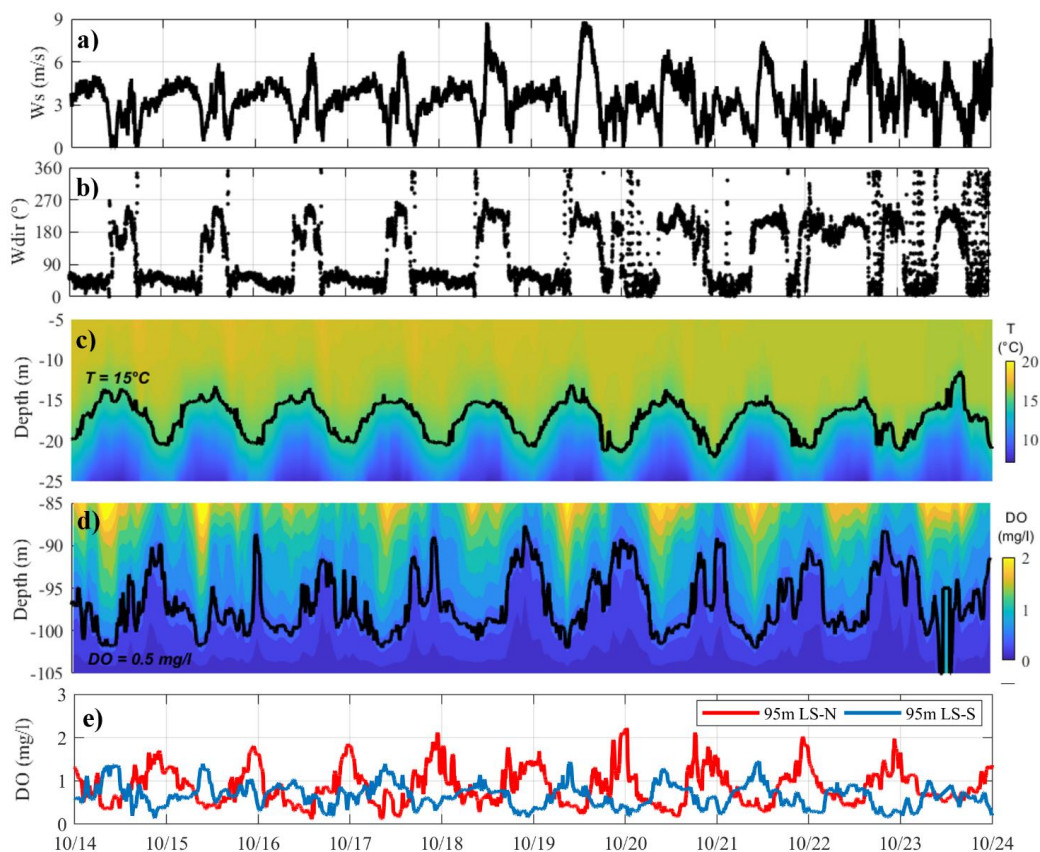 a)
Ws (m/s)
9
6
3
0
b)
Wdir (°)
360
270
180
90
0
c)
Depth (m)
-5
-10
-15
-20
-25
T = 15°C
T
(°C)
20
15
10
d)
Depth (m)
-85
-90
-95
-100
-105
DO = 0.5 mg/l
DO
(mg/l)
2
1
0
e)
DO (mg/l)
3
2
1
0
95m LS-N 95m LS-S
10/14 10/15 10/16 10/17 10/18 10/19 10/20 10/21 10/22 10/23 10/24